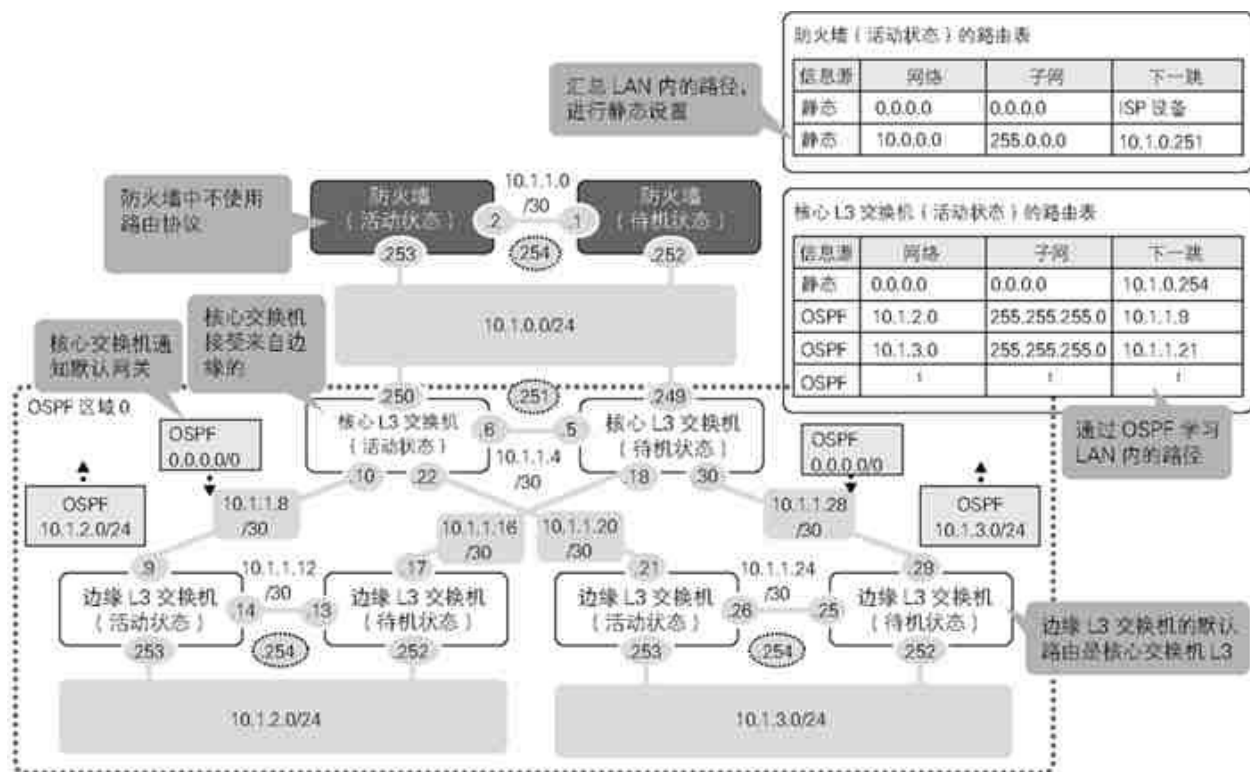 防火墙（活动状态）的路由表
信息源 网络 子网 下一跳
静态 0.0.0.0 0.0.0.0 ISP 设备
静态 10.0.0.0 255.0.0.0 10.1.0.251
汇总 LAN 内的路径，
进行静态设置
防火墙中不使用
路由协议
防火墙
（活动状态）
.2
10.1.1.0
/30
.1
防火墙
（待机状态）
.253
.254
.252
10.1.0.0/24
核心 L3 交换机（活动状态）的路由表
信息源 网络 子网 下一跳
静态 0.0.0.0 0.0.0.0 10.1.0.254
OSPF 10.1.2.0 255.255.255.0 10.1.1.9
OSPF 10.1.3.0 255.255.255.0 10.1.1.21
OSPF
通过 OSPF 学习
LAN 内的路径
核心交换机通
知默认网关
核心交换机
接受来自边
缘的
OSPF 区域 0
.250
.251
.249
核心 L3 交换机
（活动状态）
.6
.5
10.1.1.4
/30
核心 L3 交换机
（待机状态）
.10
.22
.18
.30
OSPF
0.0.0.0/0
OSPF
0.0.0.0/0
OSPF
10.1.2.0/24
OSPF
10.1.3.0/24
10.1.1.8
/30
10.1.1.16
/30
10.1.1.20
/30
10.1.1.28
/30
.9
.17
.21
.29
边缘 L3 交换机
（活动状态）
10.1.1.12
/30
.14
.13
边缘 L3 交换机
（待机状态）
边缘 L3 交换机
（活动状态）
10.1.1.24
/30
.26
.25
边缘 L3 交换机
（待机状态）
.253
.254
.252
.253
.254
.252
边缘 L3 交换机的默认
路由是核心交换机 L3
10.1.2.0/24
10.1.3.0/24